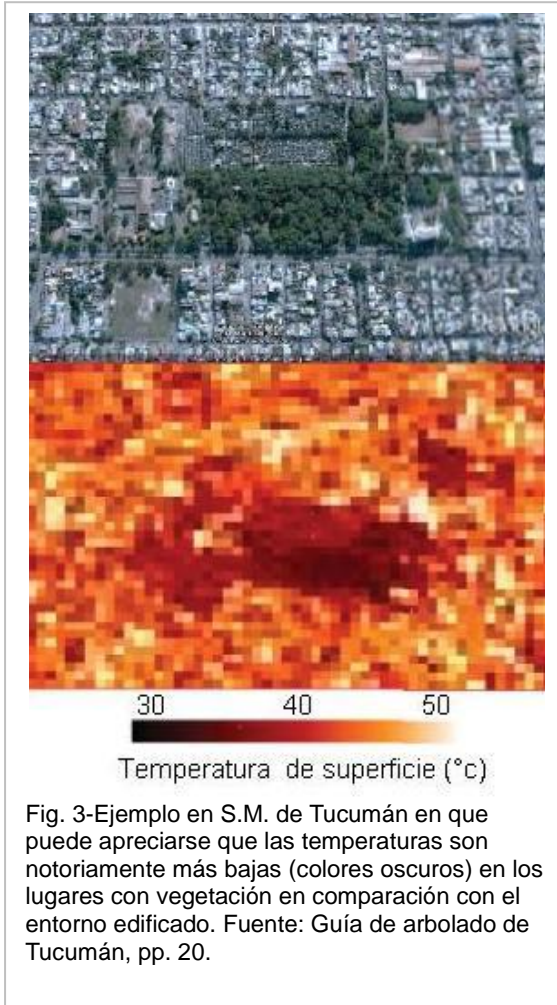 30 40 50
Temperatura de superficie (°c)
Fig. 3-Ejemplo en S.M. de Tucumán en que
puede apreciarse que las temperaturas son
notoriamente más bajas (colores oscuros) en los
lugares con vegetación en comparación con el
entorno edificado. Fuente: Guía de arbolado de
Tucumán, pp. 20.